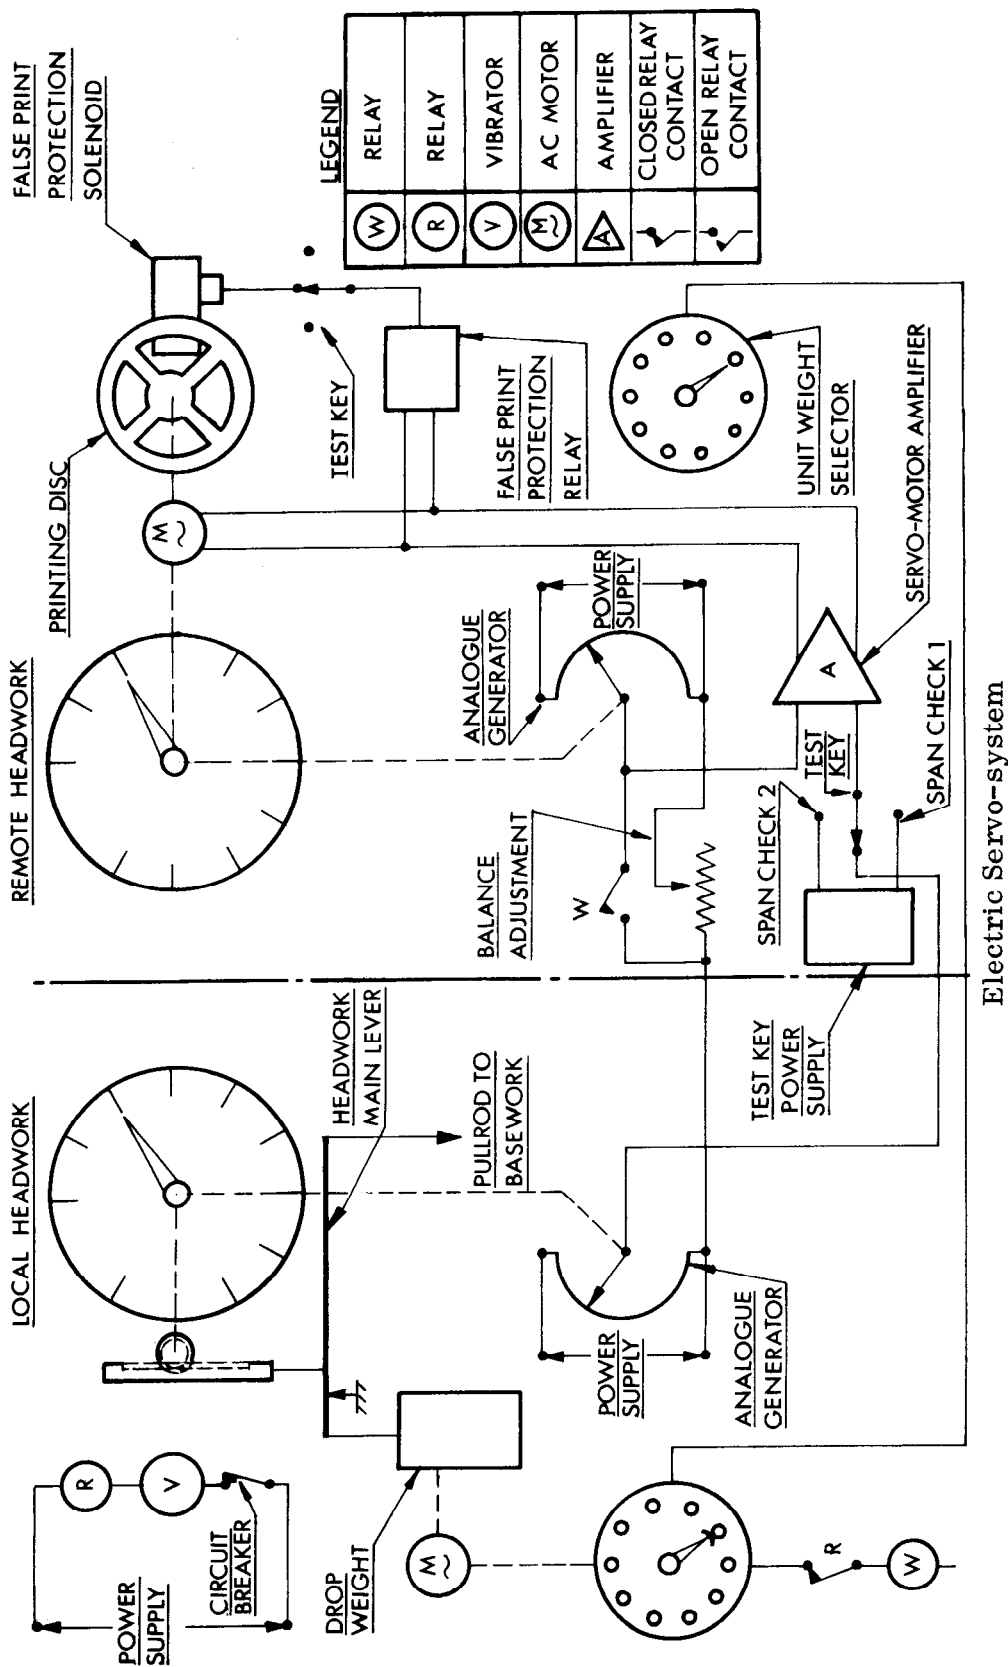 LOCAL HEADWORK
REMOTE HEADWORK
FALSE PRINT
PROTECTION
SOLENOID
PRINTING DISC
M
TEST KEY
FALSE PRINT
PROTECTION
RELAY
LEGEND
W
RELAY
R
RELAY
V
VIBRATOR
M
AC MOTOR
A
AMPLIFIER
CLOSED RELAY
CONTACT
OPEN RELAY
CONTACT
POWER
SUPPLY
R
V
CIRCUIT
BREAKER
HEADWORK
MAIN LEVER
DROP
WEIGHT
PULLROD TO
BASEWORK
M
POWER
SUPPLY
ANALOGUE
GENERATOR
R
W
BALANCE
ADJUSTMENT
W
ANALOGUE
GENERATOR
POWER
SUPPLY
UNIT WEIGHT
SELECTOR
A
SERVO-MOTOR AMPLIFIER
TEST
KEY
SPAN CHECK 2
SPAN CHECK 1
TEST KEY
POWER
SUPPLY
Electric Servo-system